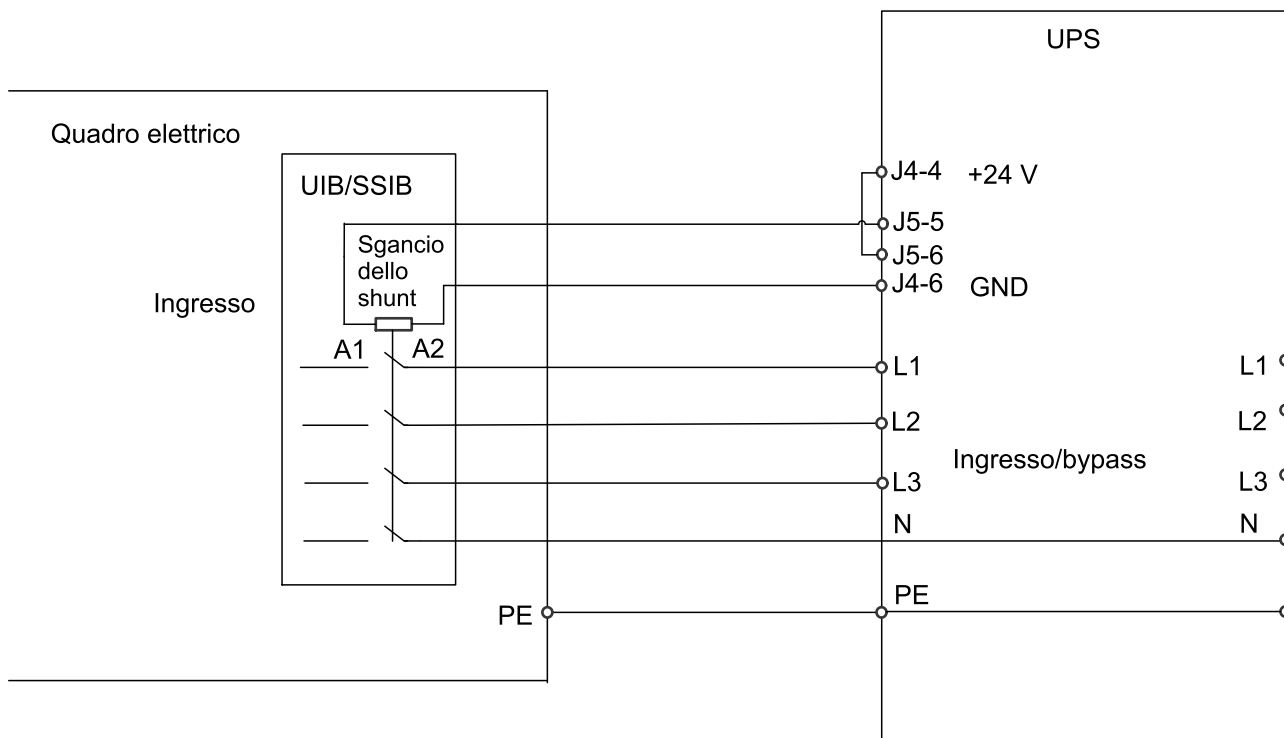 UPS
Quadro elettrico
UIB/SSIB
J4-4 +24 V
J5-5
Sgancio
dello
shunt
J5-6
J4-6 GND
Ingresso
A1 A2
L1 L1
L2 L2
Ingresso/bypass
L3 L3
N N
PE PE